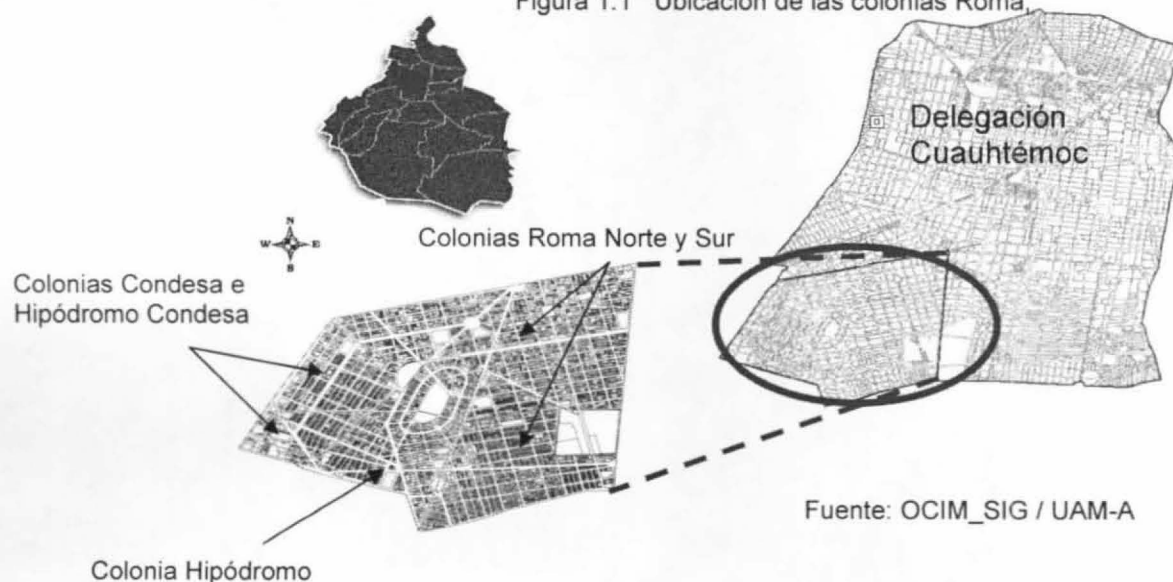 Figura 1.1 Ubicación de las colonias Roma,
Delegación
Cuauhtémoc
N
W E
S
Colonias Roma Norte y Sur
Colonias Condesa e
Hipódromo Condesa
Fuente: OCIM_SIG / UAM-A
Colonia Hipódromo